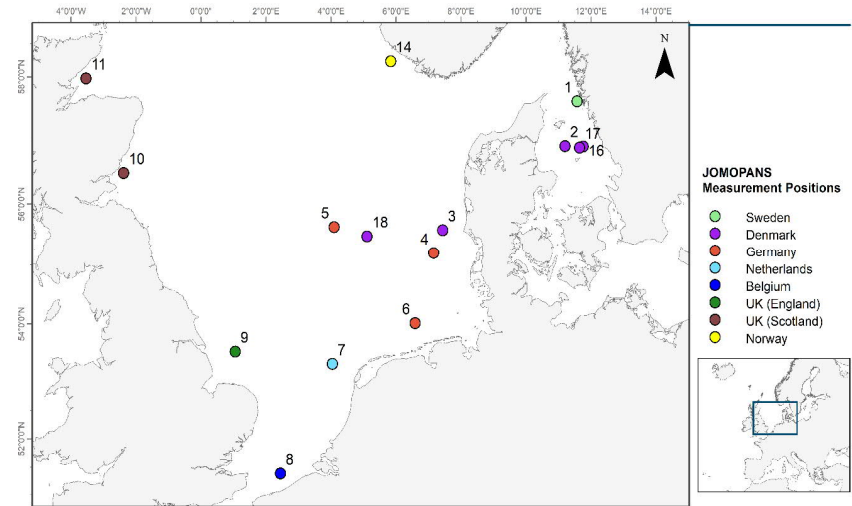 4°0'0"W 2°0'0"W 0°0'0" 2°0'0"E 4°0'0"E 6°0'0"E 8°0'0"E 10°0'0"E 12°0'0"E 14°0'0"E
58°0'0"N
56°0'0"N
54°0'0"N
52°0'0"N
N
14
11
1
2
17
16
10
5
18
3
4
6
9
7
8
JOMOPANS
Measurement Positions
Sweden
Denmark
Germany
Netherlands
Belgium
UK (England)
UK (Scotland)
Norway